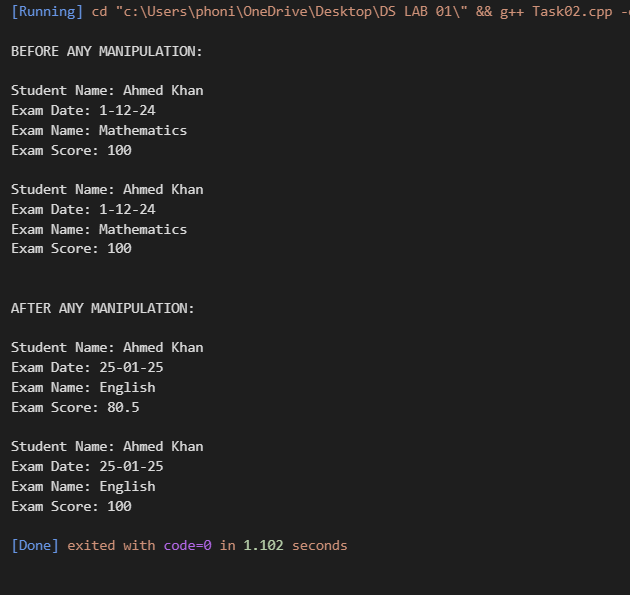 [Running] cd "c:\Users\phoni\OneDrive\Desktop\DS LAB 01\" && g++ Task02.cpp -
BEFORE ANY MANIPULATION:
Student Name: Ahmed Khan
Exam Date: 1-12-24
Exam Name: Mathematics
Exam Score: 100
Student Name: Ahmed Khan
Exam Date: 1-12-24
Exam Name: Mathematics
Exam Score: 100
AFTER ANY MANIPULATION:
Student Name: Ahmed Khan
Exam Date: 25-01-25
Exam Name: English
Exam Score: 80.5
Student Name: Ahmed Khan
Exam Date: 25-01-25
Exam Name: English
Exam Score: 100
[Done] exited with code=0 in 1.102 seconds